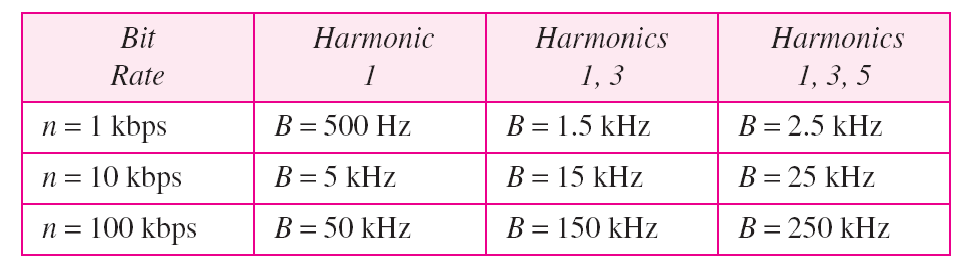 Bit Harmonic Harmonics Harmonics
Rate 1 1, 3 1, 3, 5
n = 1 kbps B = 500 Hz B = 1.5 kHz B = 2.5 kHz
n = 10 kbps B = 5 kHz B = 15 kHz B = 25 kHz
n = 100 kbps B = 50 kHz B = 150 kHz B = 250 kHz